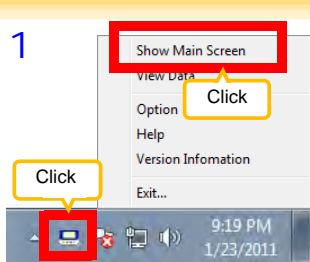 1
Show Main Screen
View Data
Click
Option
Help
Version Infomation
Click
Exit...
9:19 PM
1/23/2011